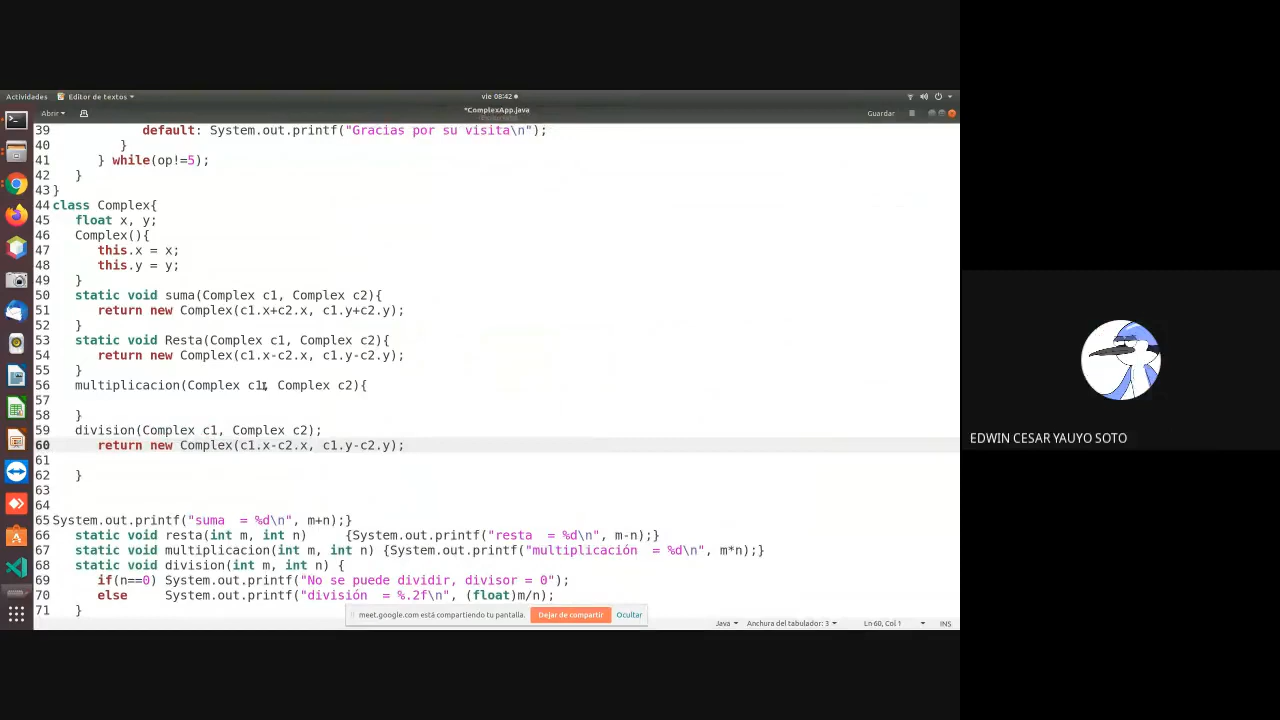 Actividades Editor de textos vie 08:42
Abrir *ComplexApp.java Guardar
39 default: System.out.printf("Gracias por su visita\n");
40 }
41 } while(op!=5);
42 }
43 }
44 class Complex{
45 float x, y;
46 Complex(){
47 this.x = x;
48 this.y = y;
49 }
50 static void suma(Complex c1, Complex c2){
51 return new Complex(c1.x+c2.x, c1.y+c2.y);
52 }
53 static void Resta(Complex c1, Complex c2){
54 return new Complex(c1.x-c2.x, c1.y-c2.y);
55 }
56 multiplicacion(Complex c1, Complex c2){
57
58 }
59 division(Complex c1, Complex c2);
60 return new Complex(c1.x-c2.x, c1.y-c2.y);
61
62 }
63
64
65 System.out.printf("suma = %d\n", m+n);}
66 static void resta(int m, int n) {System.out.printf("resta = %d\n", m-n);}
67 static void multiplicacion(int m, int n) {System.out.printf("multiplicación = %d\n", m*n);}
68 static void division(int m, int n) {
69 if(n==0) System.out.printf("No se puede dividir, divisor = 0");
70 else System.out.printf("división = %.2f\n", (float)m/n);
71 }
meet.google.com está compartiendo tu pantalla. Dejar de compartir Ocultar
Java Anchura del tabulador: 3 Ln 60, Col 1 INS
EDWIN CESAR YAUYO SOTO